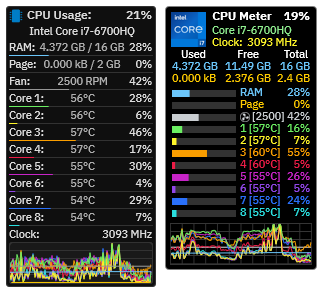 CPU Usage: 21%
Intel Core i7-6700HQ
RAM: 4.372 GB / 16 GB 28%
Page: 0.000 kB / 2 GB 0%
Fan: 2500 RPM 42%
Core 1: 56°C 28%
Core 2: 56°C 6%
Core 3: 57°C 46%
Core 4: 57°C 17%
Core 5: 55°C 30%
Core 6: 55°C 4%
Core 7: 54°C 29%
Core 8: 54°C 7%
Clock: 3093 MHz
intel
CORE
i7
CPU Meter 19%
Core i7-6700HQ
Clock: 3093 MHz
Used Free Total
4.372 GB 11.49 GB 16 GB
0.000 kB 2.376 GB 2.4 GB
RAM 28%
Page 0%
[2500] 42%
1 [57°C] 16%
2 [57°C] 7%
3 [60°C] 55%
4 [60°C] 5%
5 [55°C] 26%
6 [55°C] 5%
7 [55°C] 24%
8 [55°C] 7%